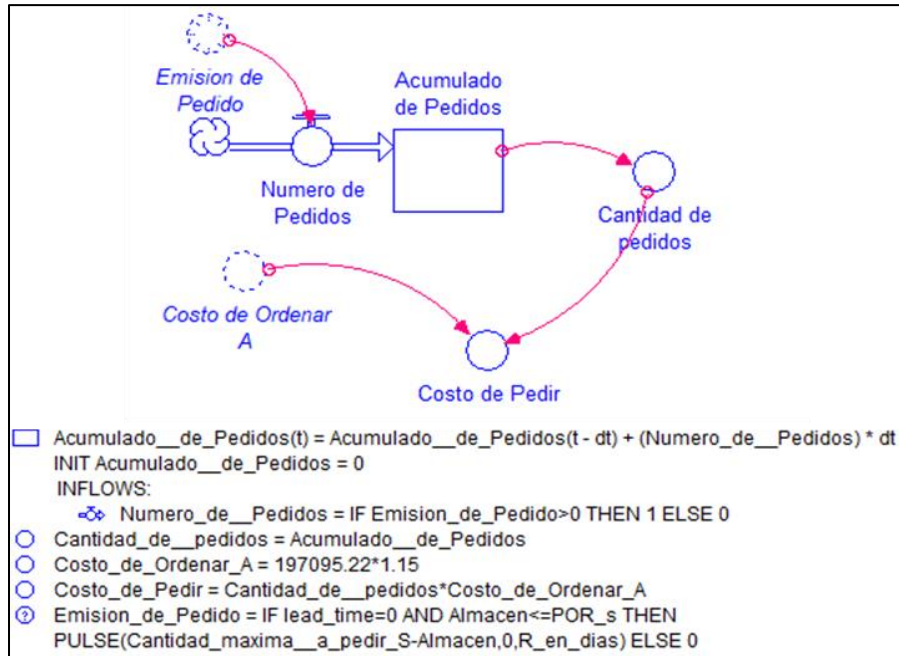 Emision de
Pedido
Acumulado
de Pedidos
Numero de
Pedidos
Cantidad de
pedidos
Costo de Ordenar
A
Costo de Pedir
Acumulado__de_Pedidos(t) = Acumulado__de_Pedidos(t - dt) + (Numero_de__Pedidos) * dt
INIT Acumulado__de_Pedidos = 0
INFLOWS:
Numero_de__Pedidos = IF Emision_de_Pedido>0 THEN 1 ELSE 0
Cantidad_de__pedidos = Acumulado__de_Pedidos
Costo_de_Ordenar_A = 197095.22*1.15
Costo_de_Pedir = Cantidad_de__pedidos*Costo_de_Ordenar_A
? Emision_de_Pedido = IF lead_time=0 AND Almacen<=POR_s THEN
PULSE(Cantidad_maxima__a_pedir_S-Almacen,0,R_en_dias) ELSE 0